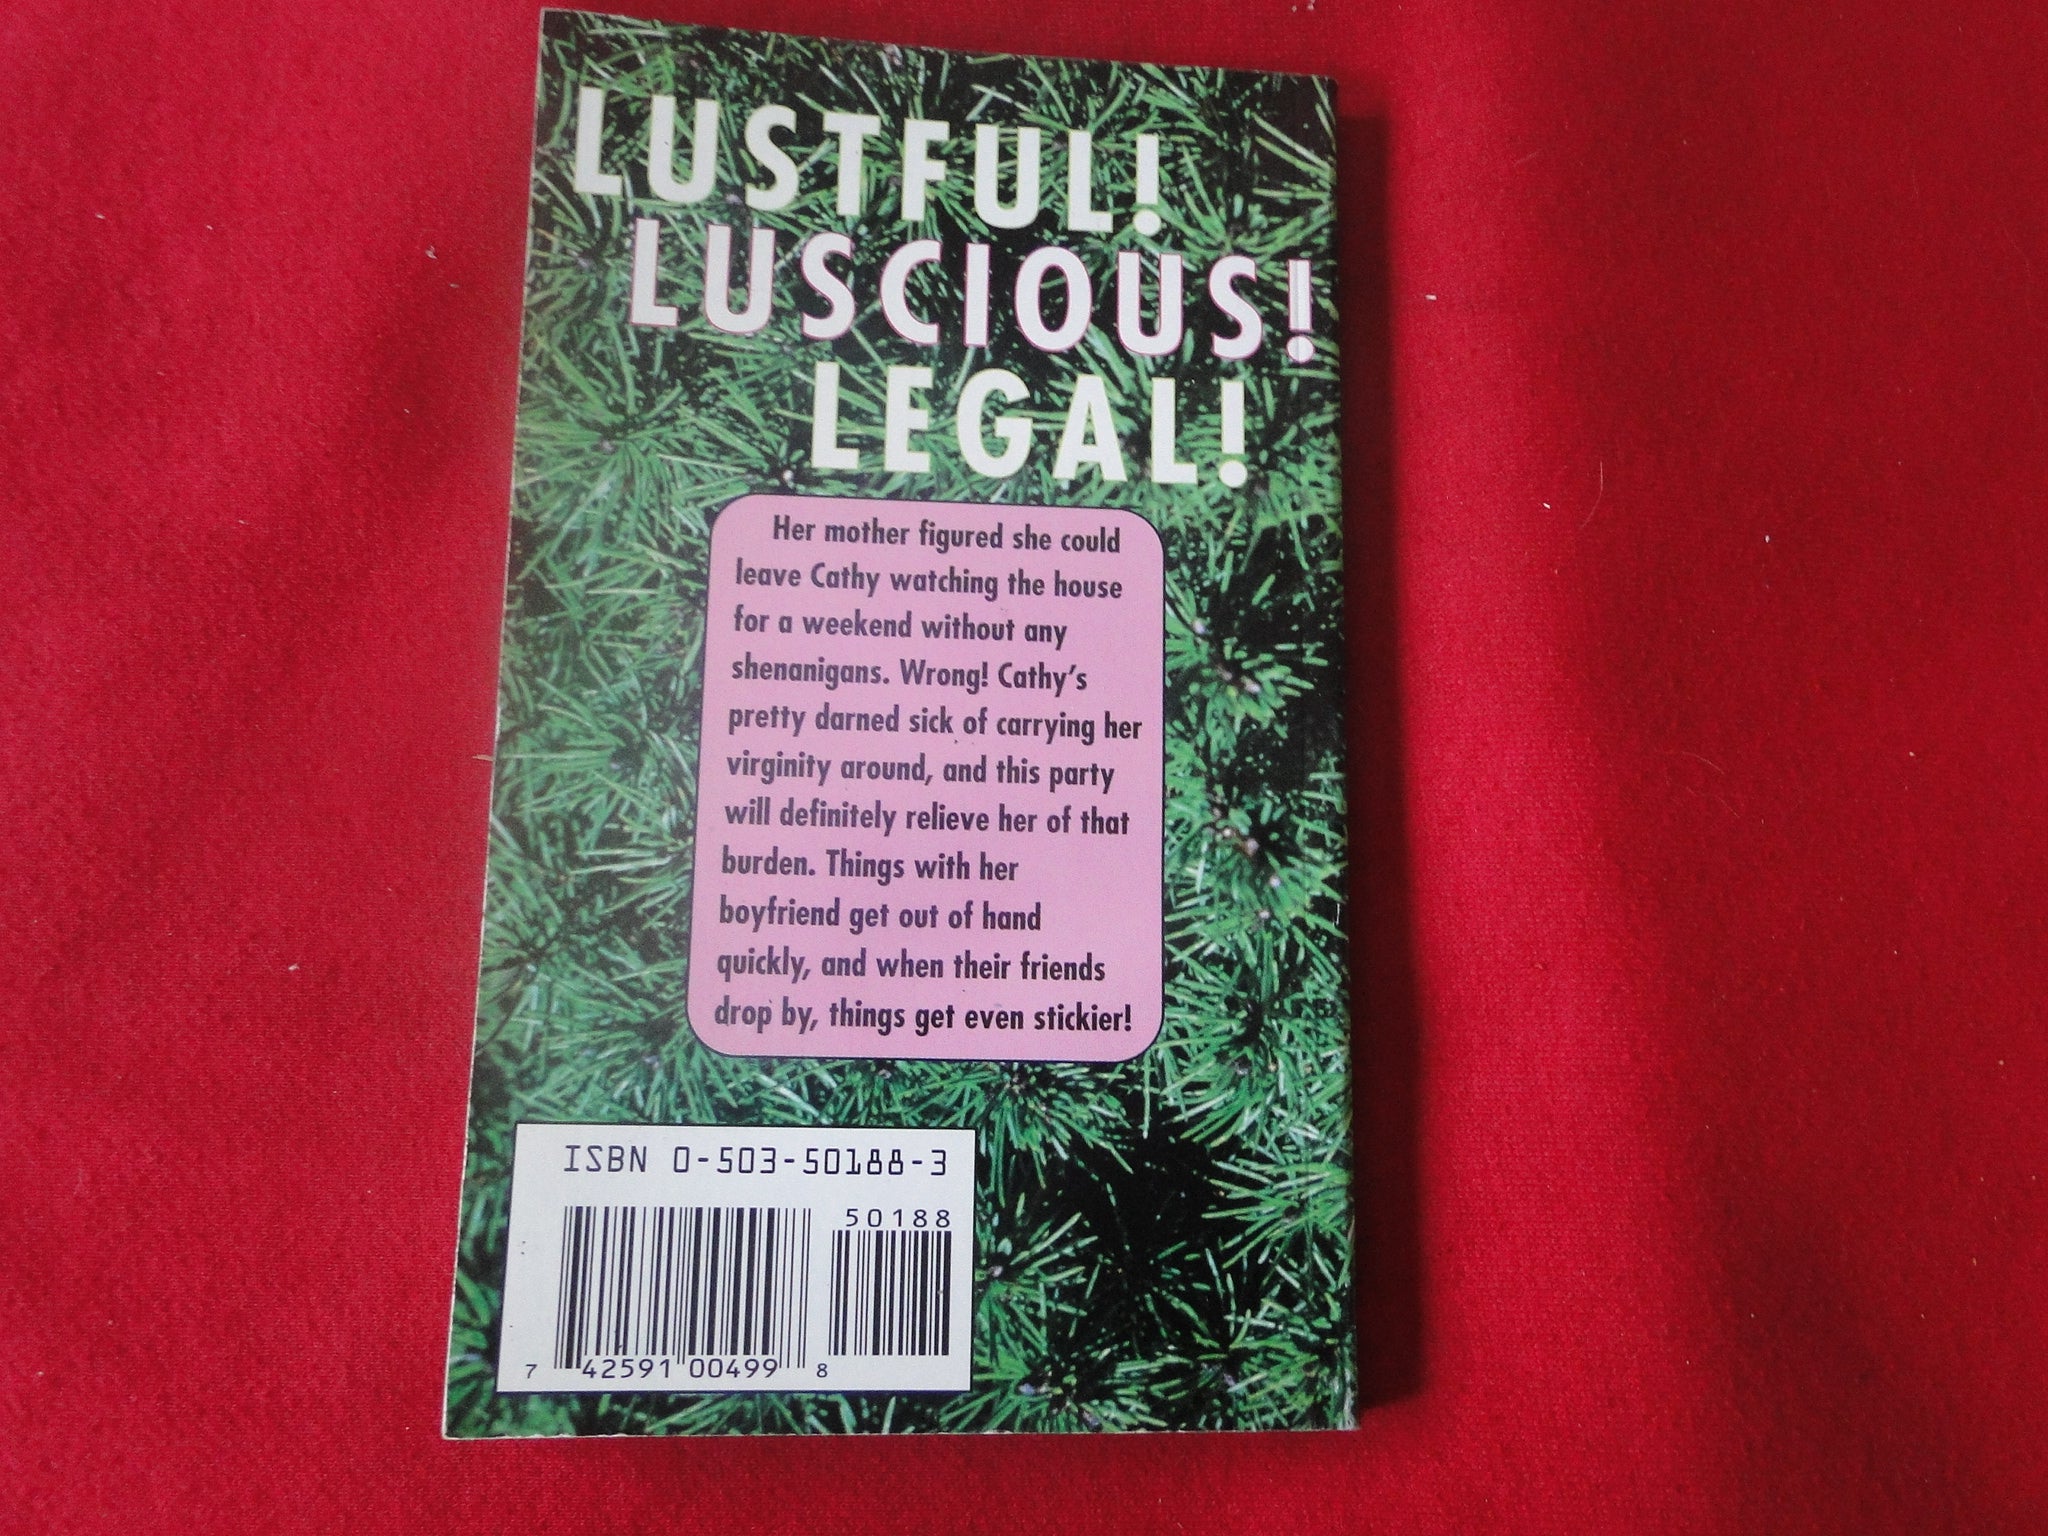 LUSTFUL!
LUSCIOUS!
LEGAL!
Her mother figured she could
leave Cathy watching the house
for a weekend without any
shenanigans. Wrong! Cathy's
pretty darned sick of carrying her
virginity around, and this party
will definitely relieve her of that
burden. Things with her
boyfriend get out of hand
quickly, and when their friends
drop by, things get even stickier!
ISBN 0-503-50188-3
50188
7 42591 00499 8